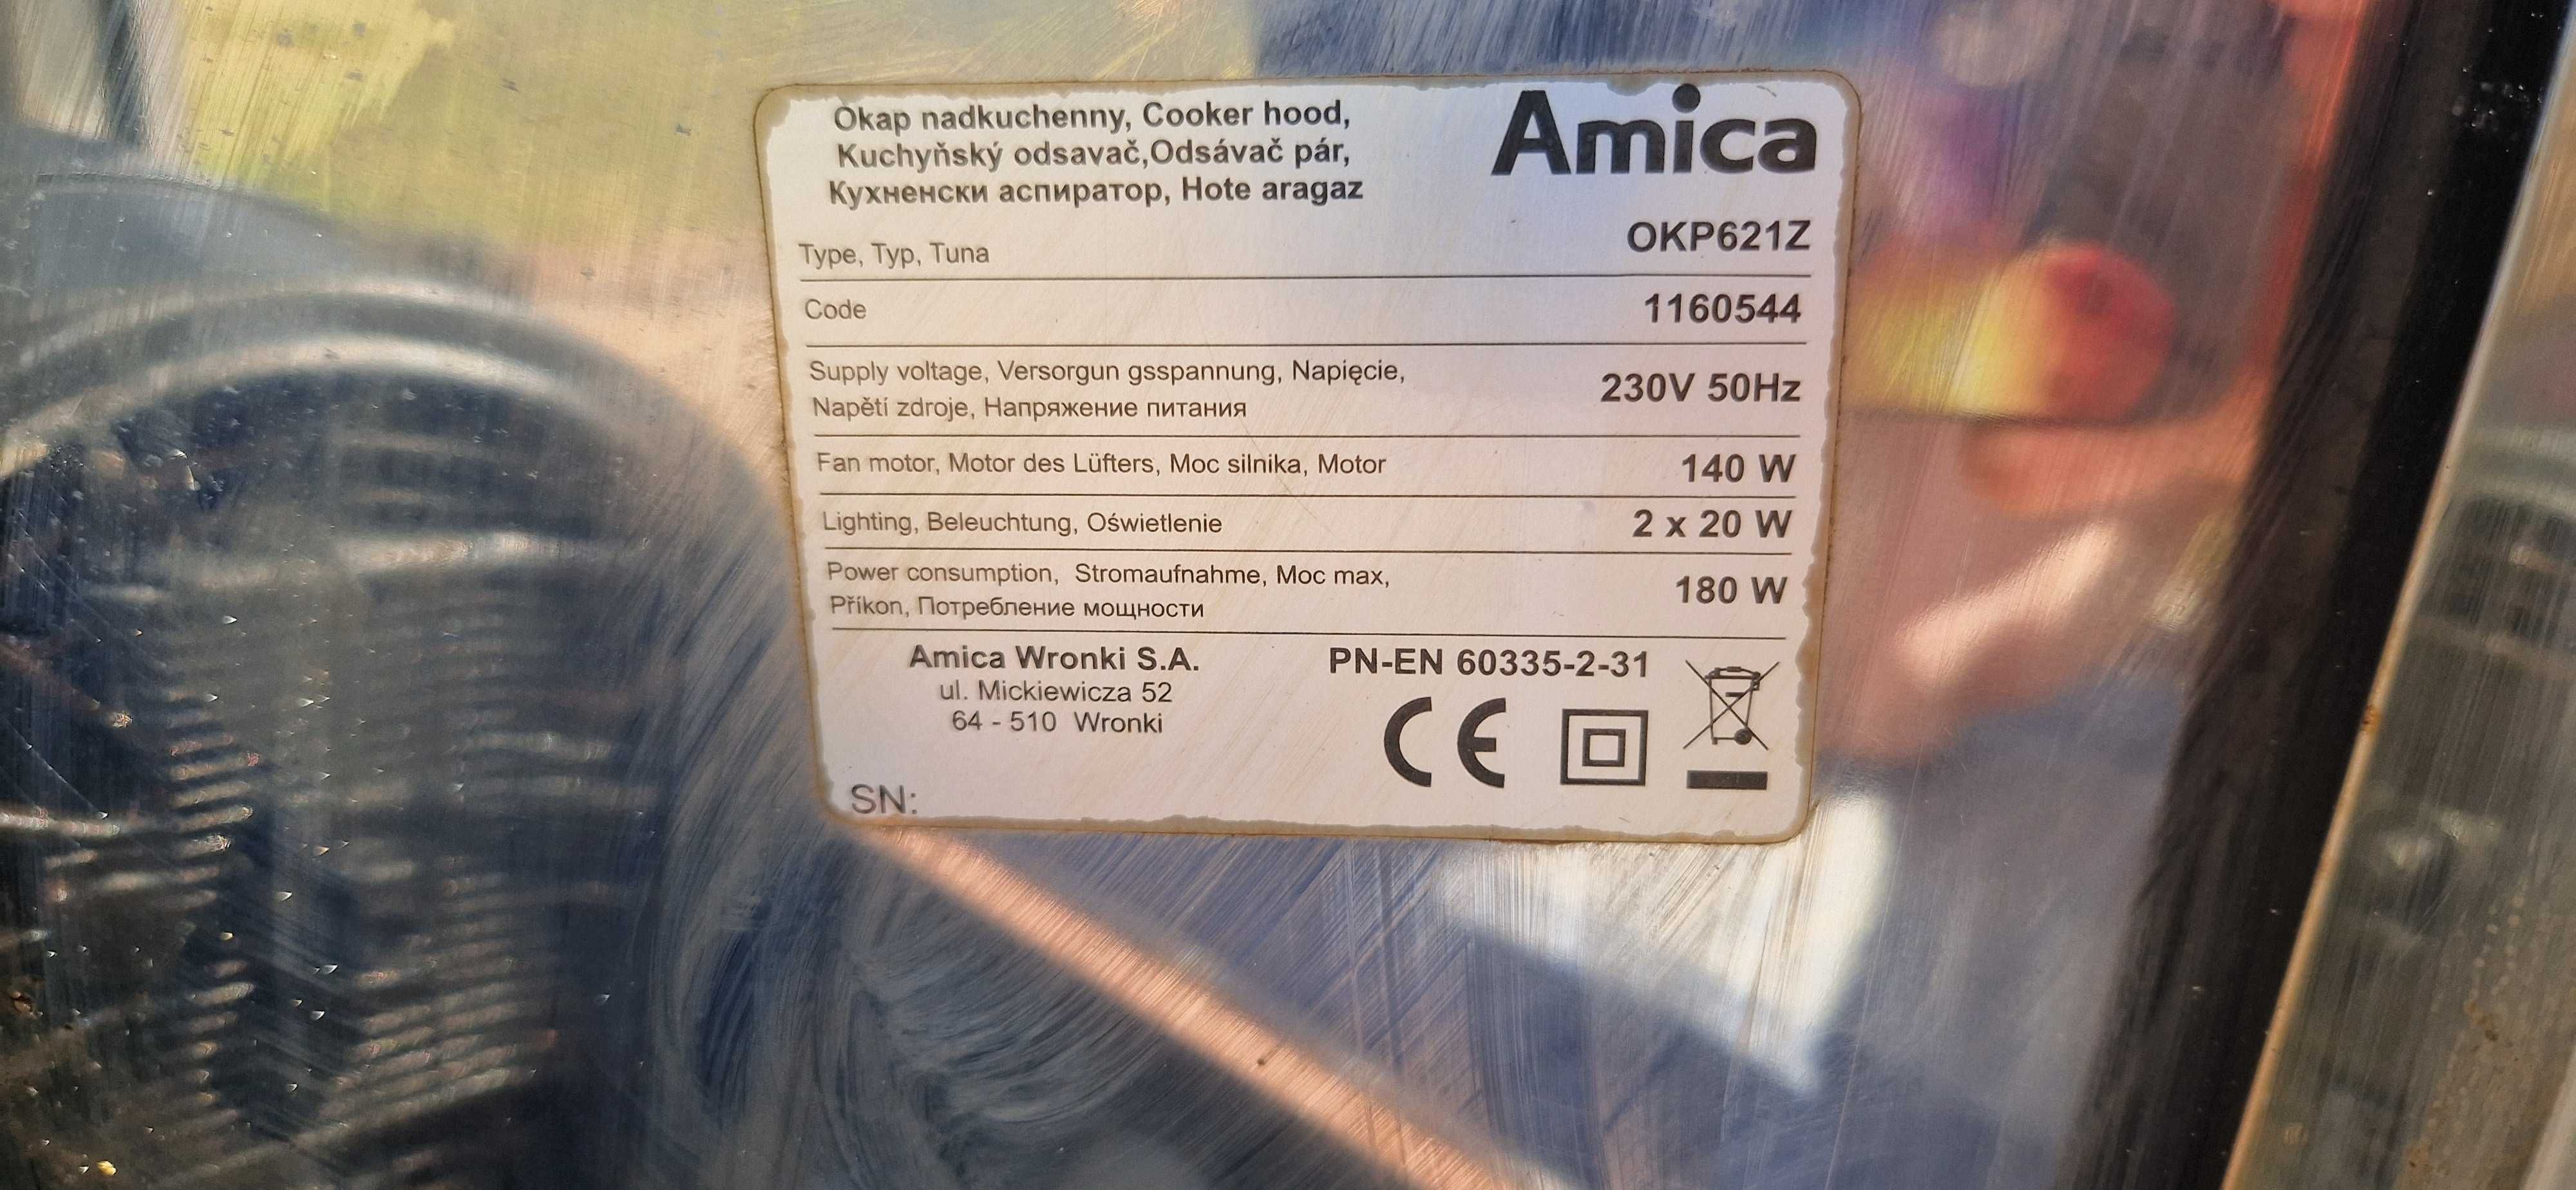 Okap nadkuchenny, Cooker hood,
Kuchyňský odsavač,Odsávač pár,
Кухненски аспиратор, Hote aragaz
Amica
Type, Typ, Tuna
OKP621Z
Code
1160544
Supply voltage, Versorgun gsspannung, Napięcie,
Napětí zdroje, Напряжение питания
230V 50Hz
Fan motor, Motor des Lüfters, Moc silnika, Motor
140 W
Lighting, Beleuchtung, Oświetlenie
2 x 20 W
Power consumption, Stromaufnahme, Moc max,
Příkon, Потребление мощности
180 W
Amica Wronki S.A.
ul. Mickiewicza 52
64 - 510 Wronki
PN-EN 60335-2-31
CE
SN: